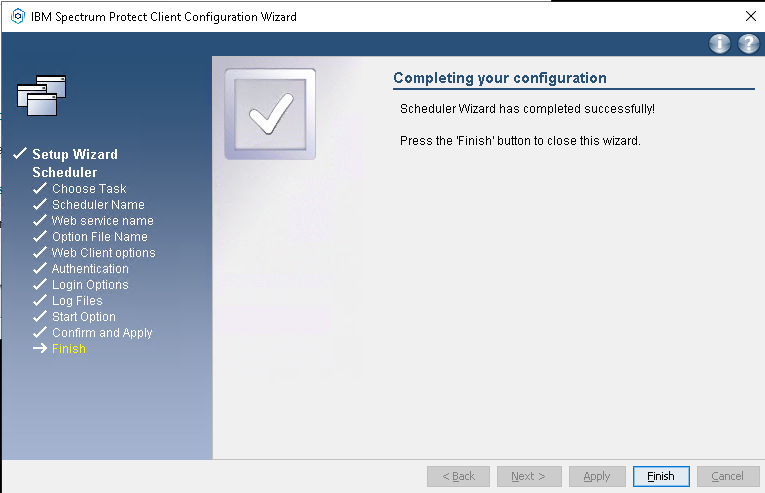 IBM Spectrum Protect Client Configuration Wizard
Completing your configuration
Scheduler Wizard has completed successfully!
Press the 'Finish' button to close this wizard.
Setup Wizard
Scheduler
Choose Task
Scheduler Name
Web service name
Option File Name
Web Client options
Authentication
Login Options
Log Files
Start Option
Confirm and Apply
Finish
< Back
Next >
Apply
Finish
Cancel